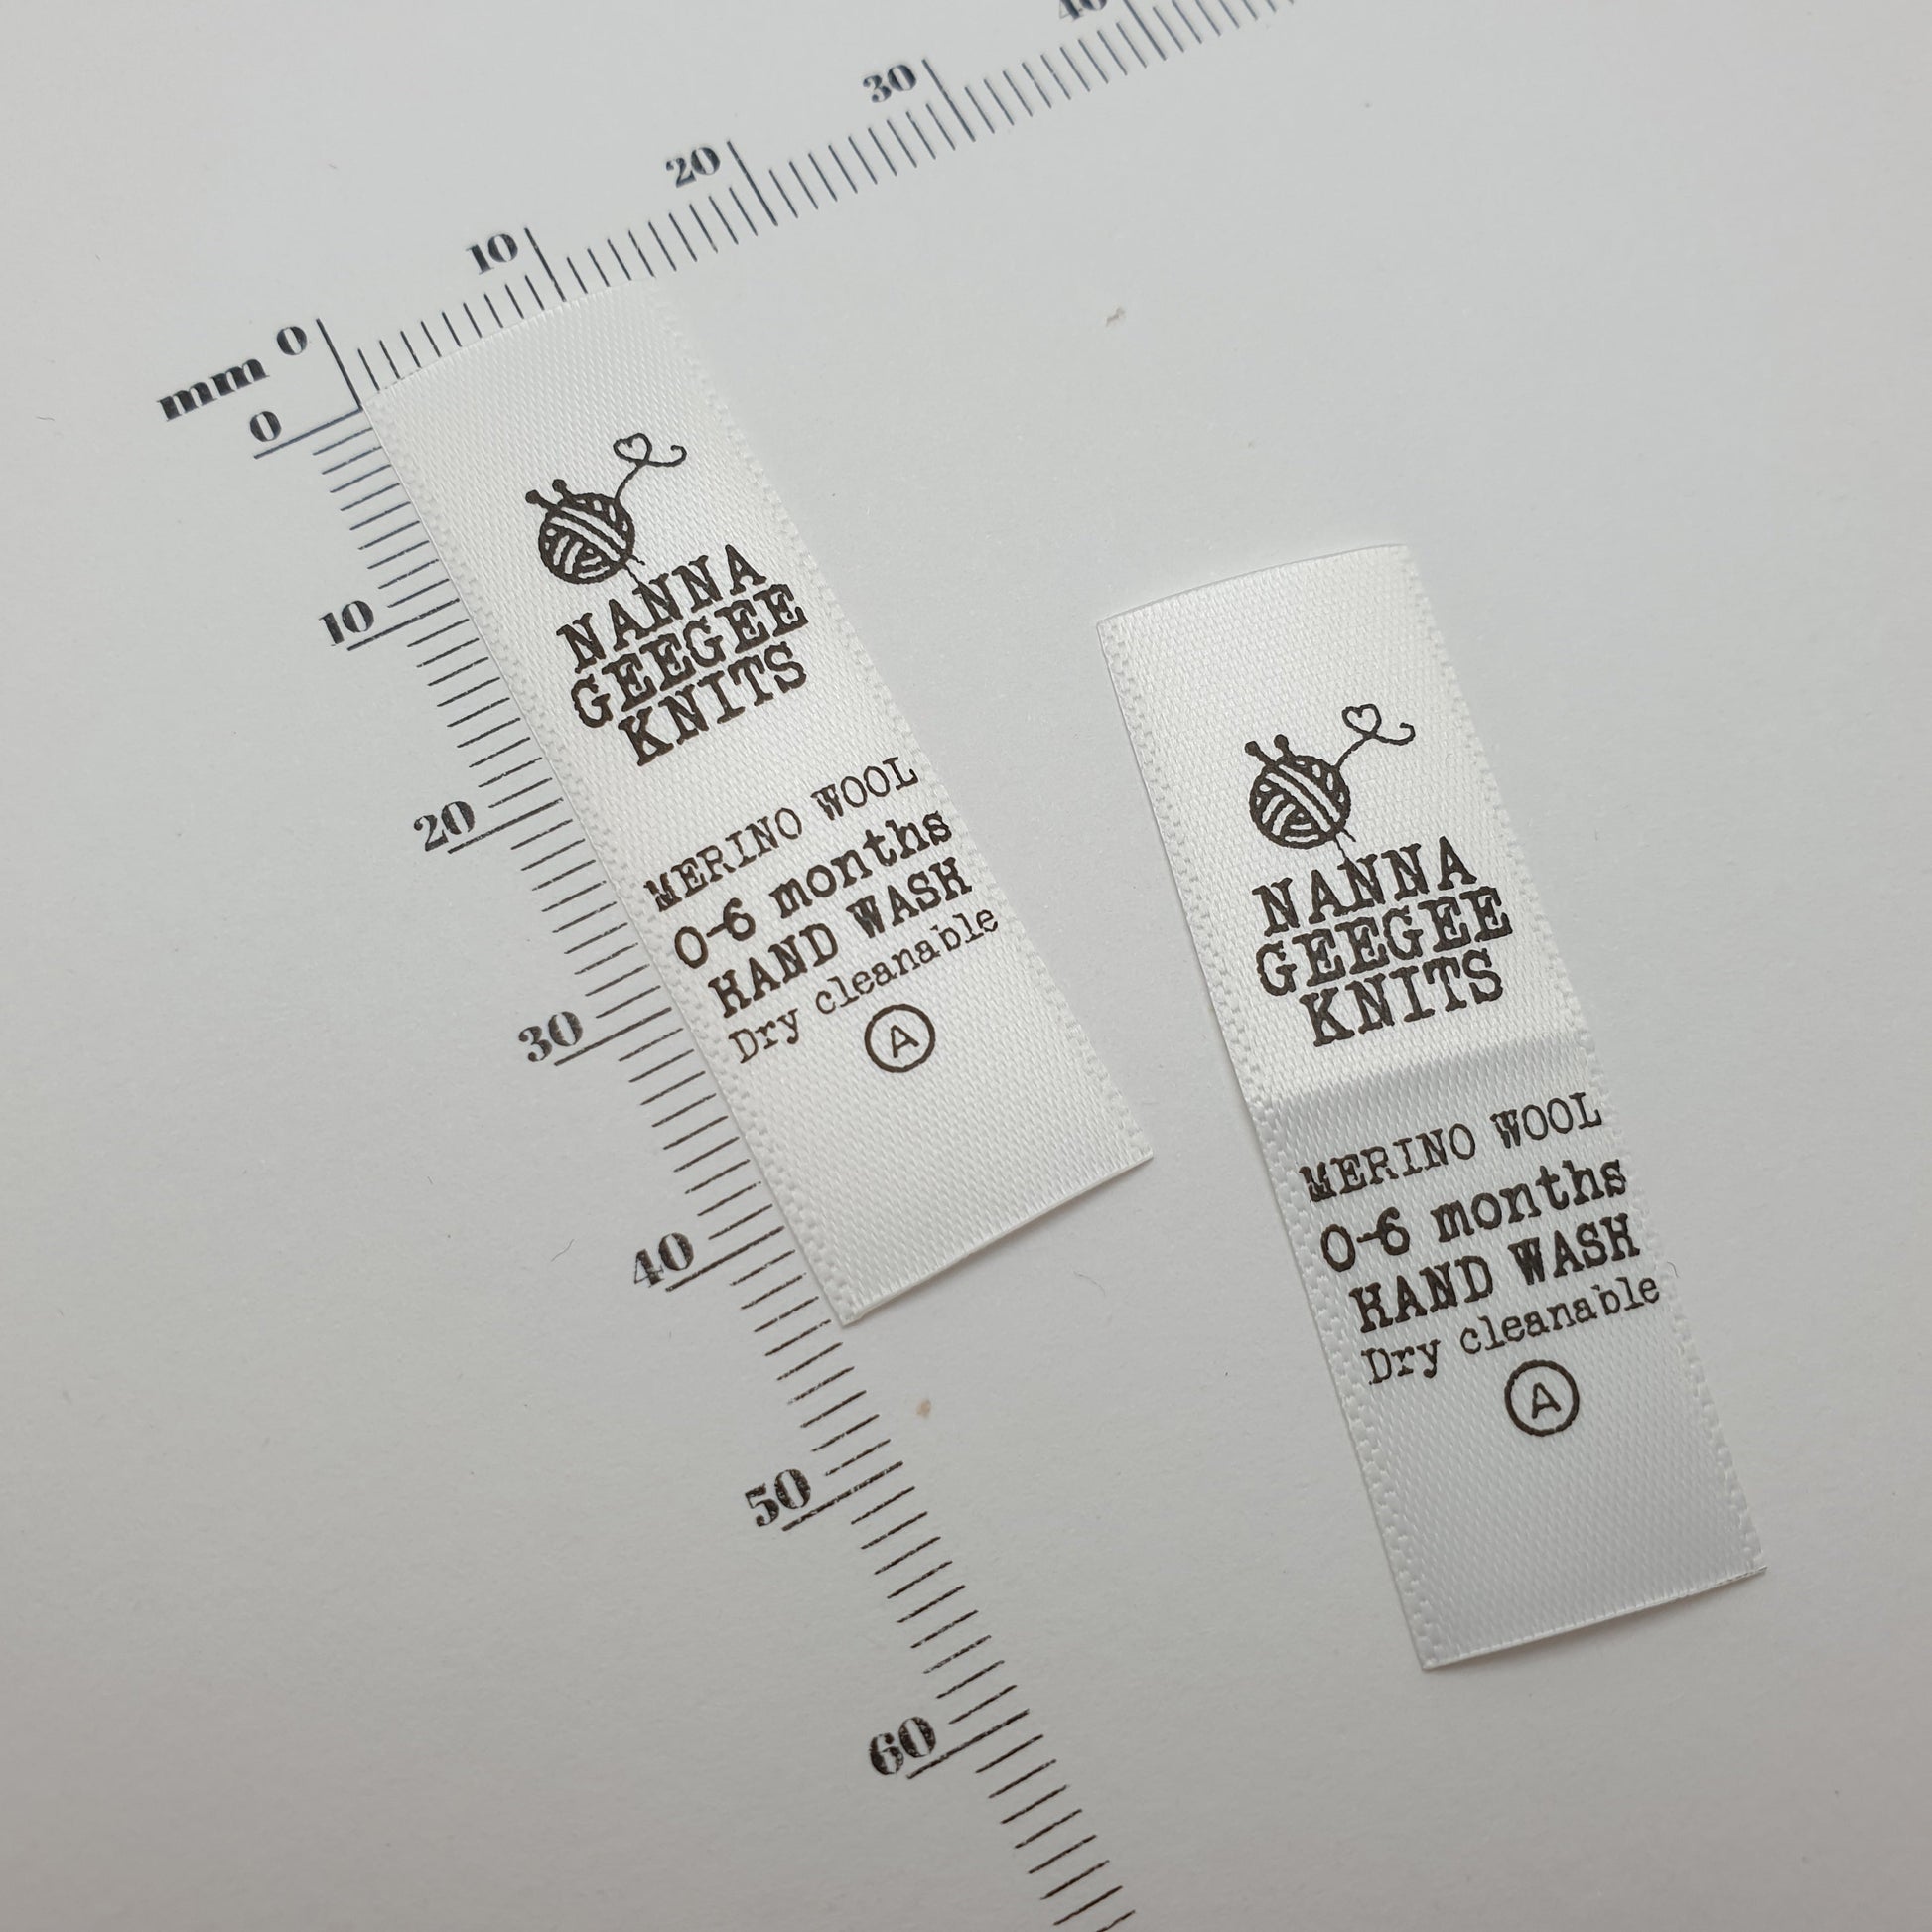 mm 0
10
20
30
40
0
10
20
30
40
50
60
NANNA
GEEGEE
KNITS
MERINO WOOL
0-6 months
HAND WASH
Dry cleanable
A
NANNA
GEEGEE
KNITS
MERINO WOOL
0-6 months
HAND WASH
Dry cleanable
A